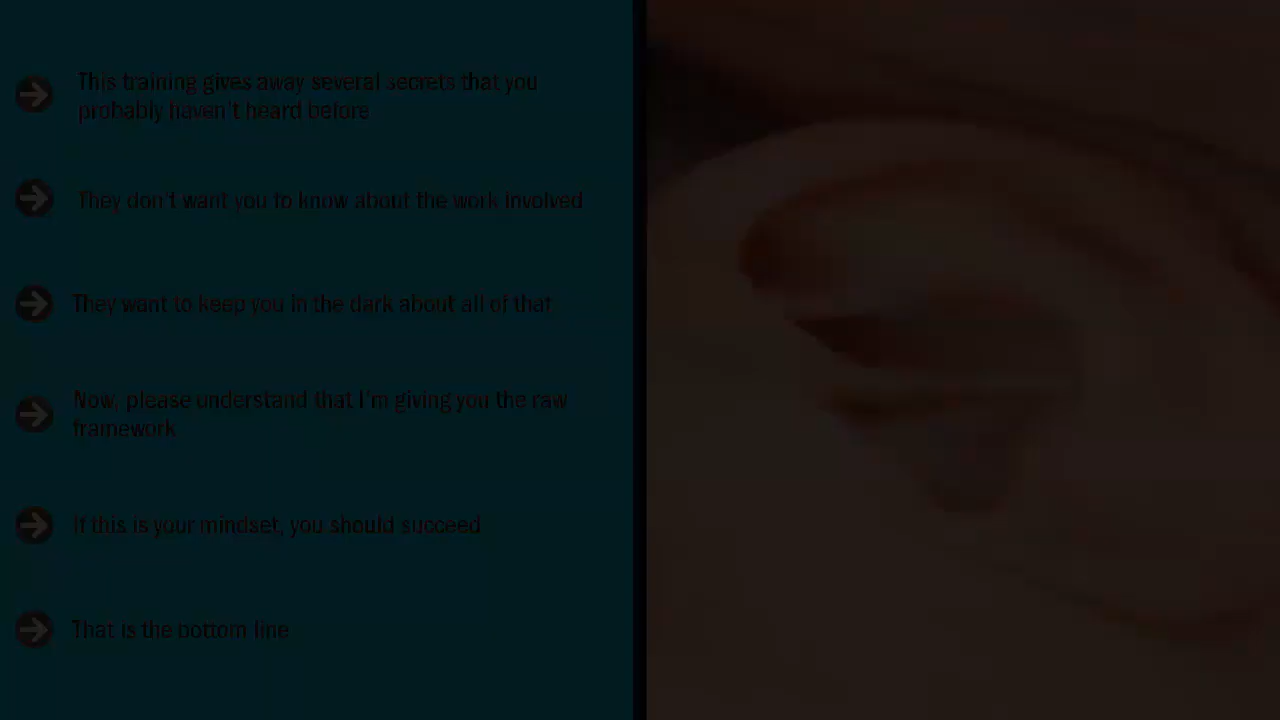 This training gives away several secrets that you
probably haven't heard before
They don't want you to know about the work involved
They want to keep you in the dark about all of that
Now, please understand that I'm giving you the raw
framework
If this is your mindset, you should succeed
That is the bottom line